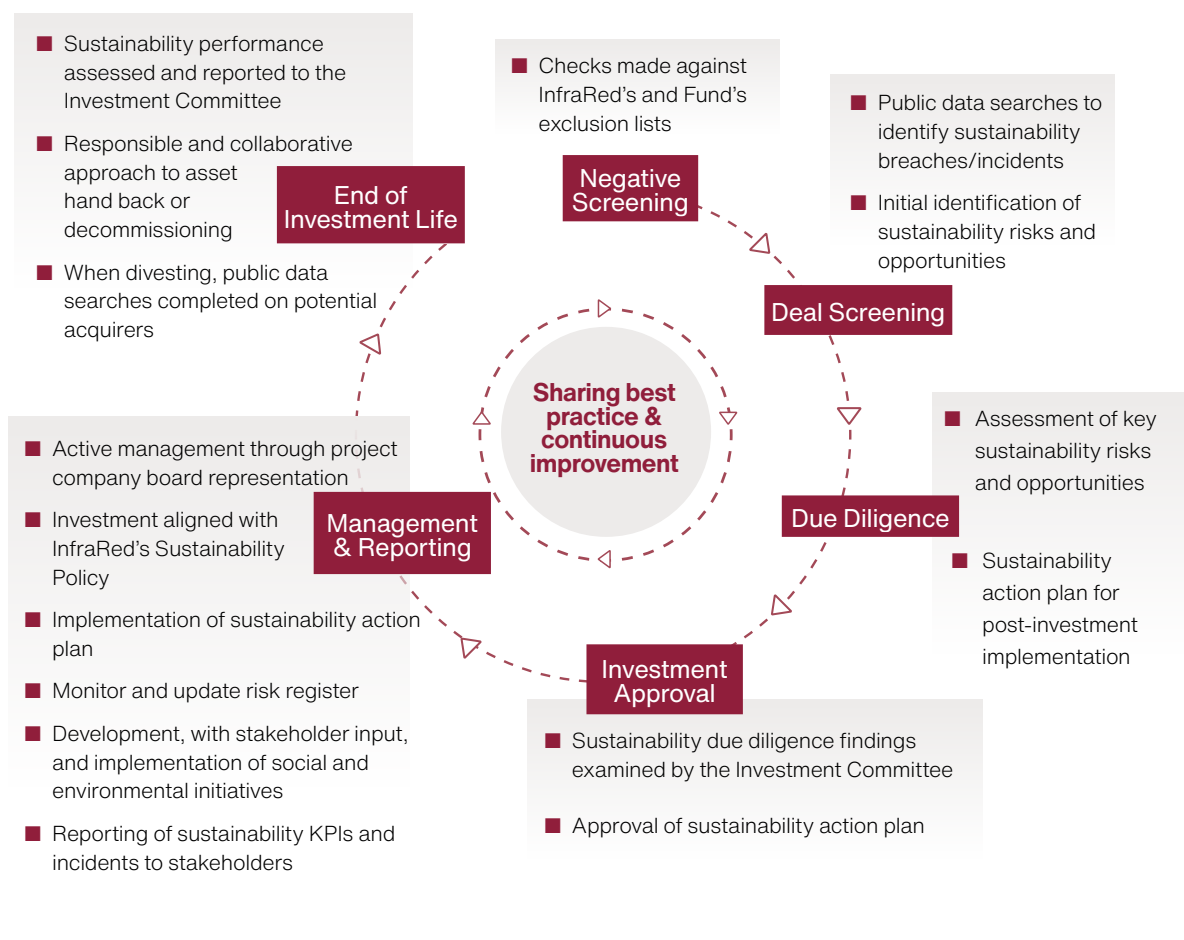 Negative
Screening
Checks made against
InfraRed's and Fund's
exclusion lists
Deal Screening
Public data searches to
identify sustainability
breaches/incidents
Initial identification of
sustainability risks and
opportunities
Due Diligence
Assessment of key
sustainability risks
and opportunities
Sustainability
action plan for
post-investment
implementation
Investment
Approval
Sustainability due diligence findings
examined by the Investment Committee
Approval of sustainability action plan
Management
& Reporting
Active management through project
company board representation
Investment aligned with
InfraRed's Sustainability
Policy
Implementation of sustainability action
plan
Monitor and update risk register
Development, with stakeholder input,
and implementation of social and
environmental initiatives
Reporting of sustainability KPIs and
incidents to stakeholders
End of
Investment Life
Sustainability performance
assessed and reported to the
Investment Committee
Responsible and collaborative
approach to asset
hand back or
decommissioning
When divesting, public data
searches completed on potential
acquirers
Sharing best
practice &
continuous
improvement